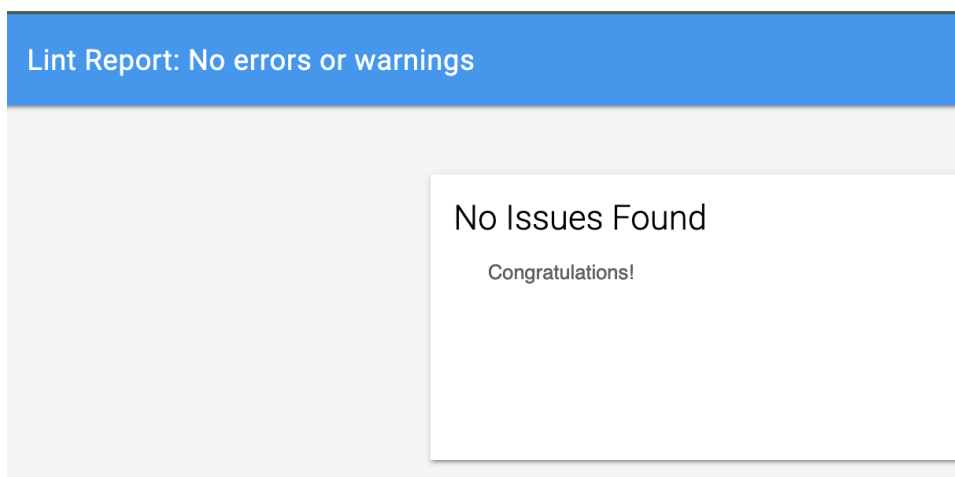 Lint Report: No errors or warnings
No Issues Found
Congratulations!